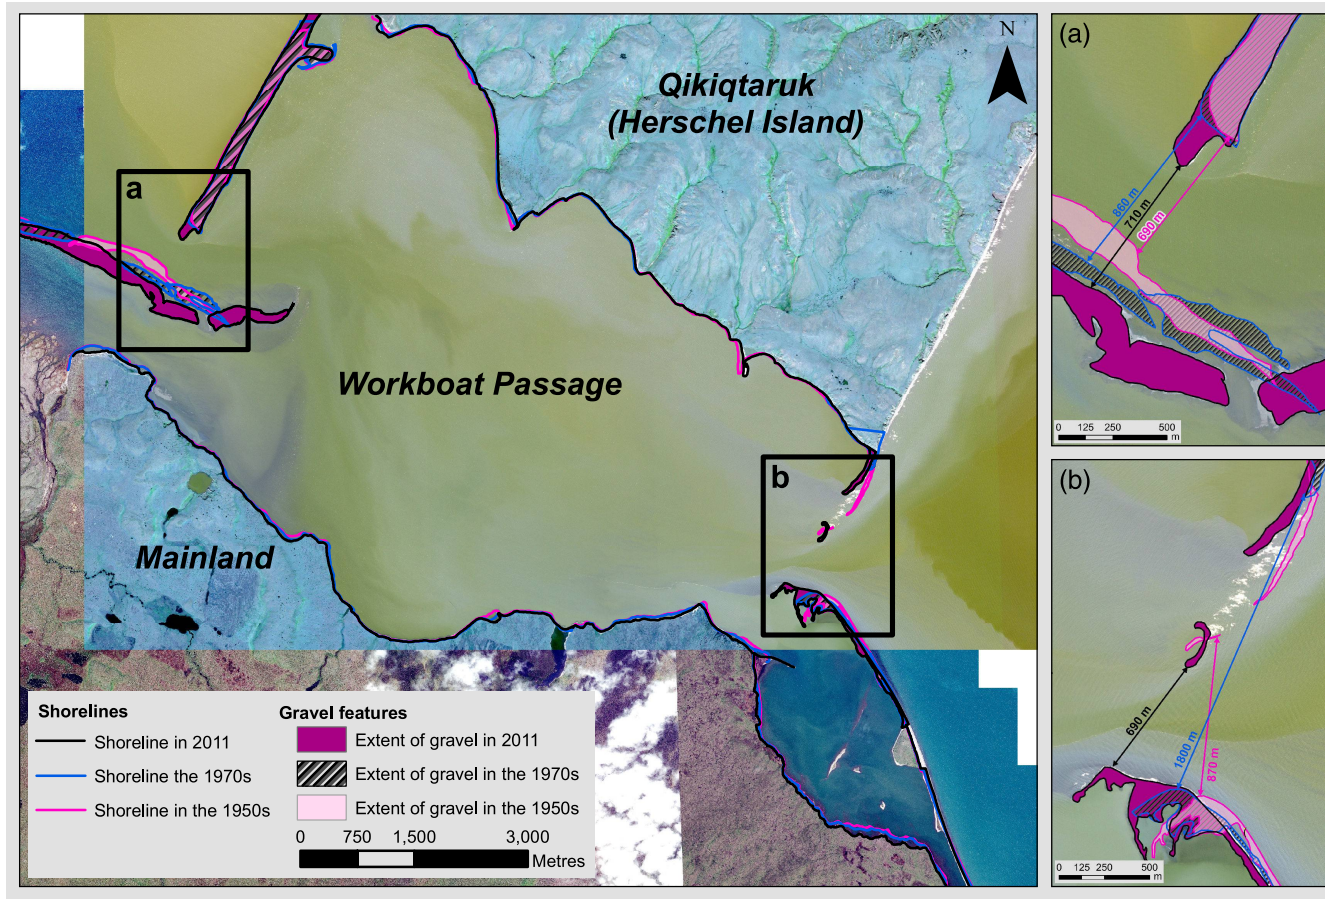 N
Qikiqtaruk
(Herschel Island)
a
Workboat Passage
b
Mainland
Shorelines
Shoreline in 2011
Shoreline the 1970s
Shoreline in the 1950s
Gravel features
Extent of gravel in 2011
Extent of gravel in the 1970s
Extent of gravel in the 1950s
0 750 1,500 3,000
Metres
(a)
860 m
710 m
690 m
0 125 250 500
m
(b)
690 m
1800 m
870 m
0 125 250 500
m